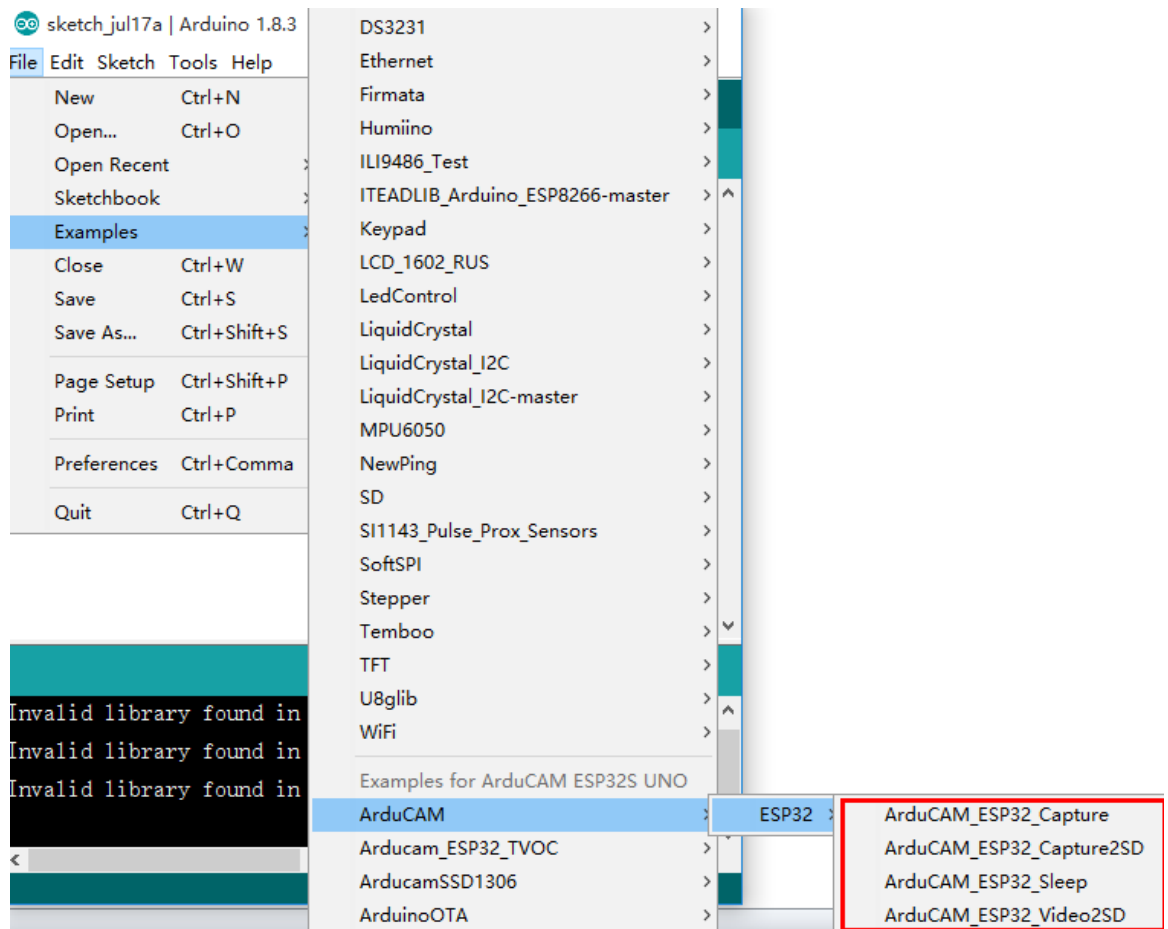 sketch_jul17a | Arduino 1.8.3
File Edit Sketch Tools Help
New Ctrl+N
Open... Ctrl+O
Open Recent
Sketchbook
Examples
Close Ctrl+W
Save Ctrl+S
Save As... Ctrl+Shift+S
Page Setup Ctrl+Shift+P
Print Ctrl+P
Preferences Ctrl+Comma
Quit Ctrl+Q
Invalid library found in
Invalid library found in
Invalid library found in
DS3231
Ethernet
Firmata
Humiino
ILI9486_Test
ITEADLIB_Arduino_ESP8266-master
Keypad
LCD_1602_RUS
LedControl
LiquidCrystal
LiquidCrystal_I2C
LiquidCrystal_I2C-master
MPU6050
NewPing
SD
SI1143_Pulse_Prox_Sensors
SoftSPI
Stepper
Temboo
TFT
U8glib
WiFi
Examples for ArduCAM ESP32S UNO
ArduCAM
Arducam_ESP32_TVOC
ArducamSSD1306
ArduinoOTA
ESP32
ArduCAM_ESP32_Capture
ArduCAM_ESP32_Capture2SD
ArduCAM_ESP32_Sleep
ArduCAM_ESP32_Video2SD